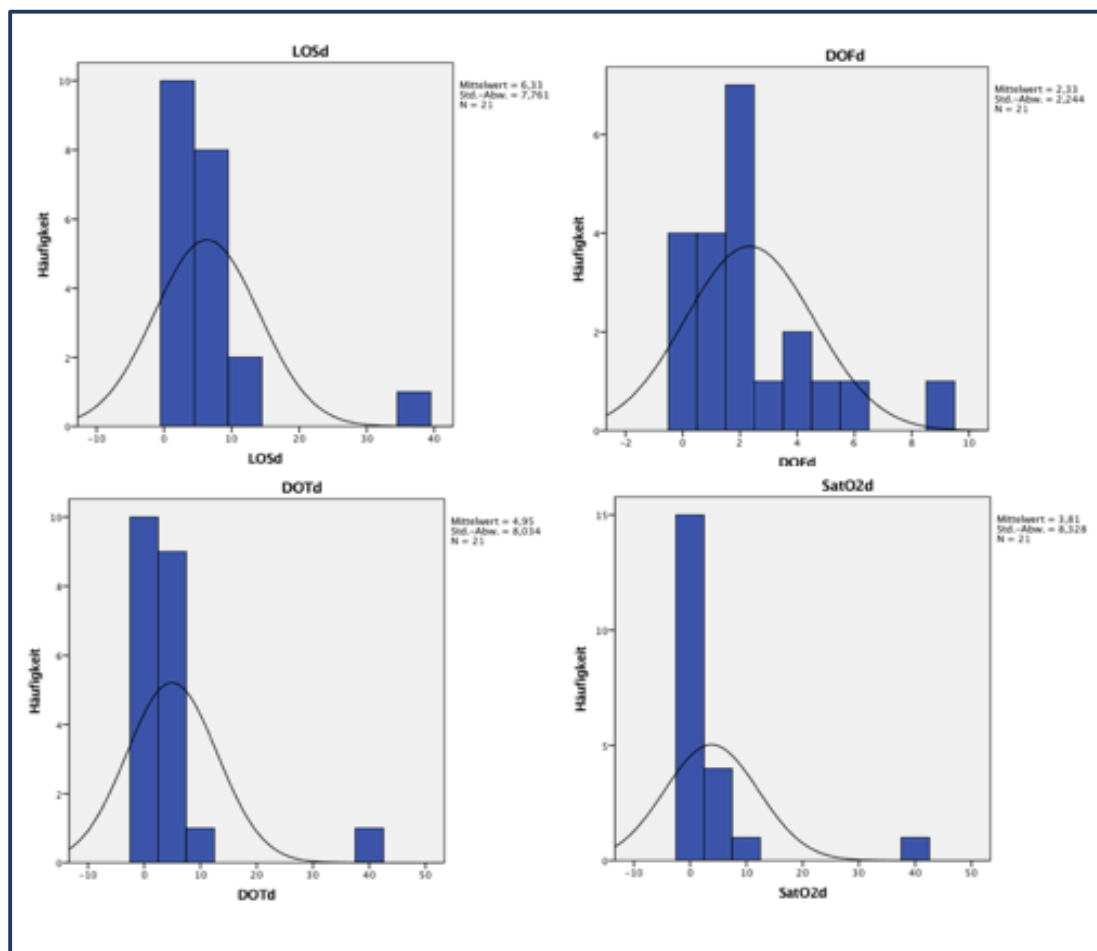 LOSd
Mittelwert = 6,33
Std.-Abw. = 7,761
N = 21
Häufigkeit
10
8
6
4
2
0
-10 0 10 20 30 40
LOSd
DOFd
Mittelwert = 2,33
Std.-Abw. = 2,244
N = 21
Häufigkeit
6
4
2
0
-2 0 2 4 6 8 10
DOFd
DOTd
Mittelwert = 4,95
Std.-Abw. = 8,034
N = 21
Häufigkeit
10
8
6
4
2
0
-10 0 10 20 30 40 50
DOTd
SatO2d
Mittelwert = 3,81
Std.-Abw. = 8,328
N = 21
Häufigkeit
15
10
5
0
-10 0 10 20 30 40 50
SatO2d